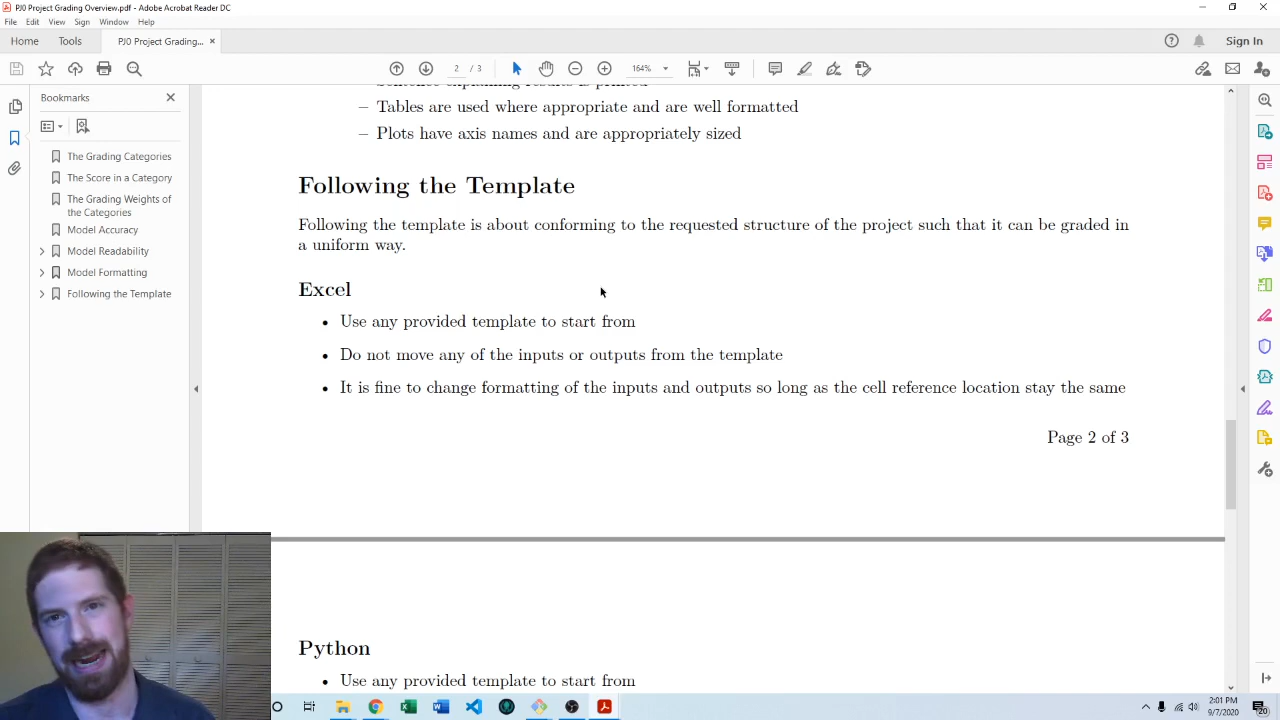 PJ0 Project Grading Overview.pdf - Adobe Acrobat Reader DC
File Edit View Sign Window Help
Home Tools PJ0 Project Grading... × Sign In
2 / 3 164%
Bookmarks
The Grading Categories
The Score in a Category
The Grading Weights of
the Categories
Model Accuracy
Model Readability
Model Formatting
Following the Template
– Sentence explaining results is printed
– Tables are used where appropriate and are well formatted
– Plots have axis names and are appropriately sized
Following the Template
Following the template is about conforming to the requested structure of the project such that it can be graded in
a uniform way.
Excel
• Use any provided template to start from
• Do not move any of the inputs or outputs from the template
• It is fine to change formatting of the inputs and outputs so long as the cell reference location stay the same
Page 2 of 3
Python
• Use any provided template to start from
2:01 PM
9/7/2020
20